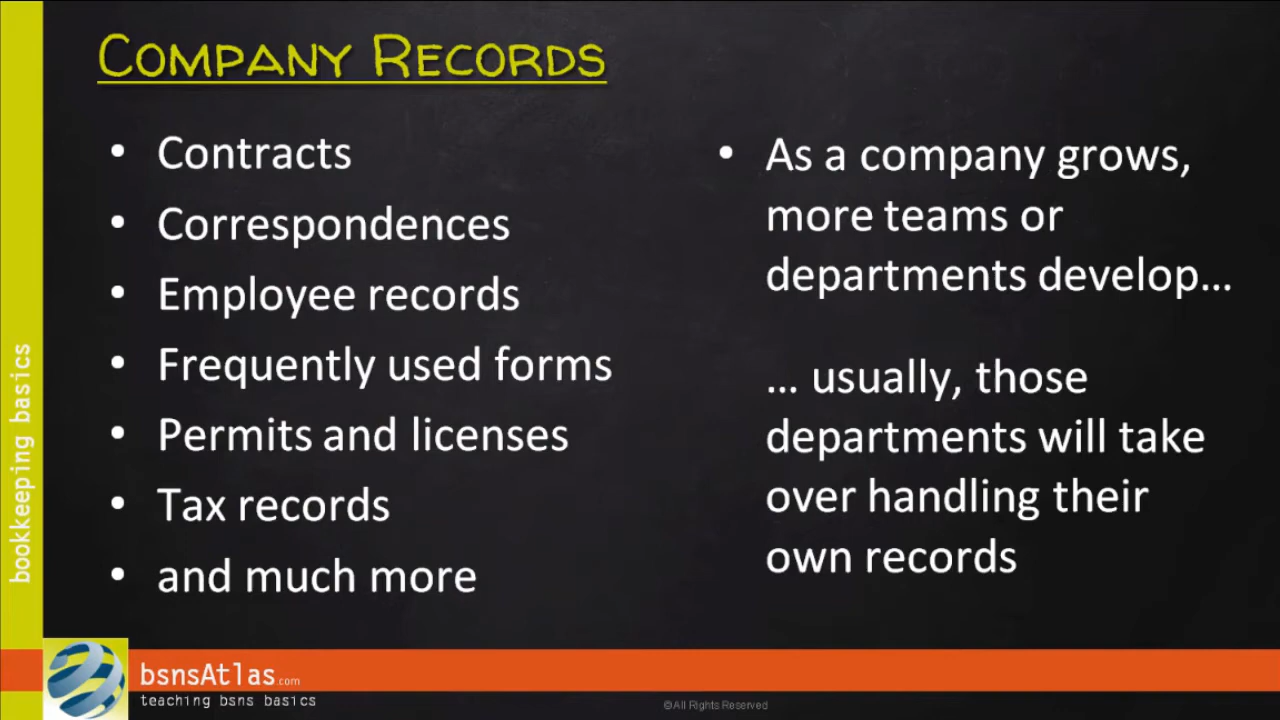 Company Records
• Contracts
• Correspondences
• Employee records
• Frequently used forms
• Permits and licenses
• Tax records
• and much more
• As a company grows,
more teams or
departments develop…
… usually, those
departments will take
over handling their
own records
bookkeeping basics
bsnsAtlas.com
teaching bsns basics
©All Rights Reserved